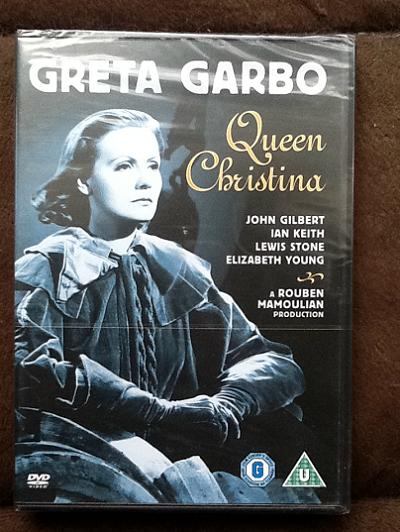 GRETA GARBO
Queen
Christina
JOHN GILBERT
IAN KEITH
LEWIS STONE
ELIZABETH YOUNG
A ROUBEN
MAMOULIAN
PRODUCTION
DVD
VIDEO
G
U